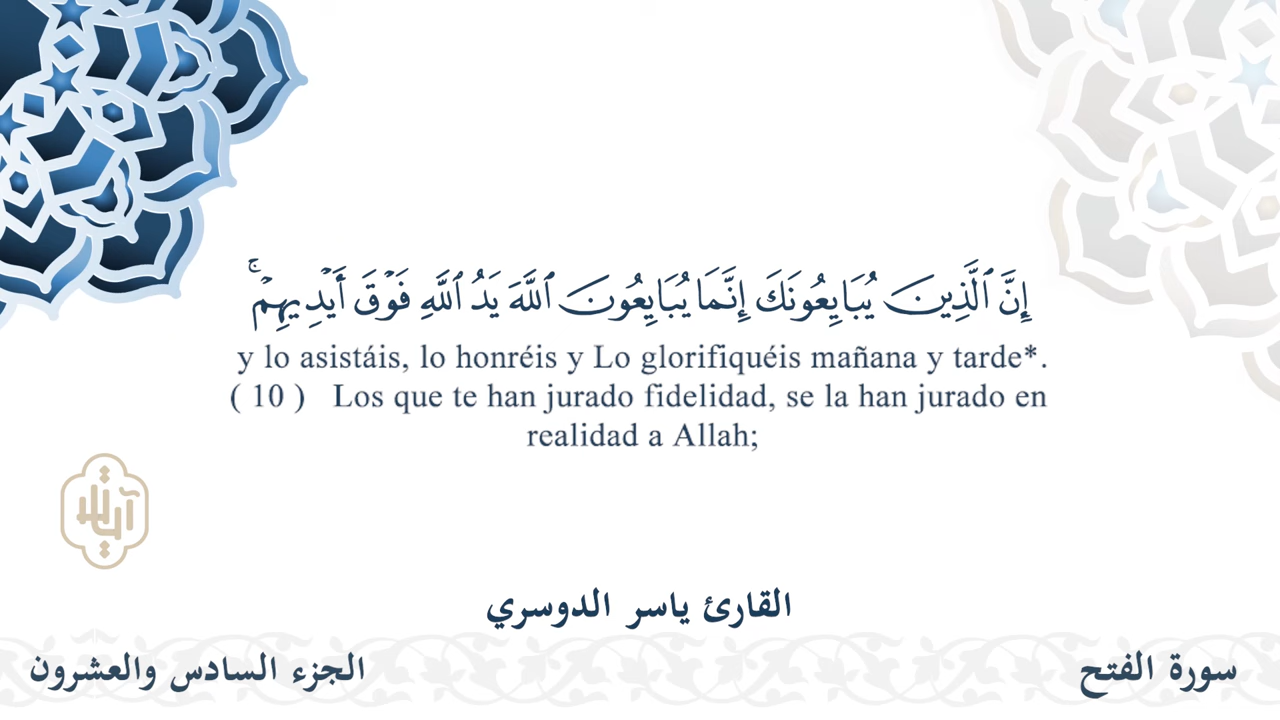 إِنَّ ٱلَّذِينَ يُبَايِعُونَكَ إِنَّمَا يُبَايِعُونَ ٱللَّهَ يَدُ ٱللَّهِ فَوْقَ أَيْدِيهِمْۚ
y lo asistáis, lo honréis y Lo glorifiquéis mañana y tarde*.
( 10 ) Los que te han jurado fidelidad, se la han jurado en
realidad a Allah;
آيات
القارئ ياسر الدوسري
سورة الفتح
الجزء السادس والعشرون